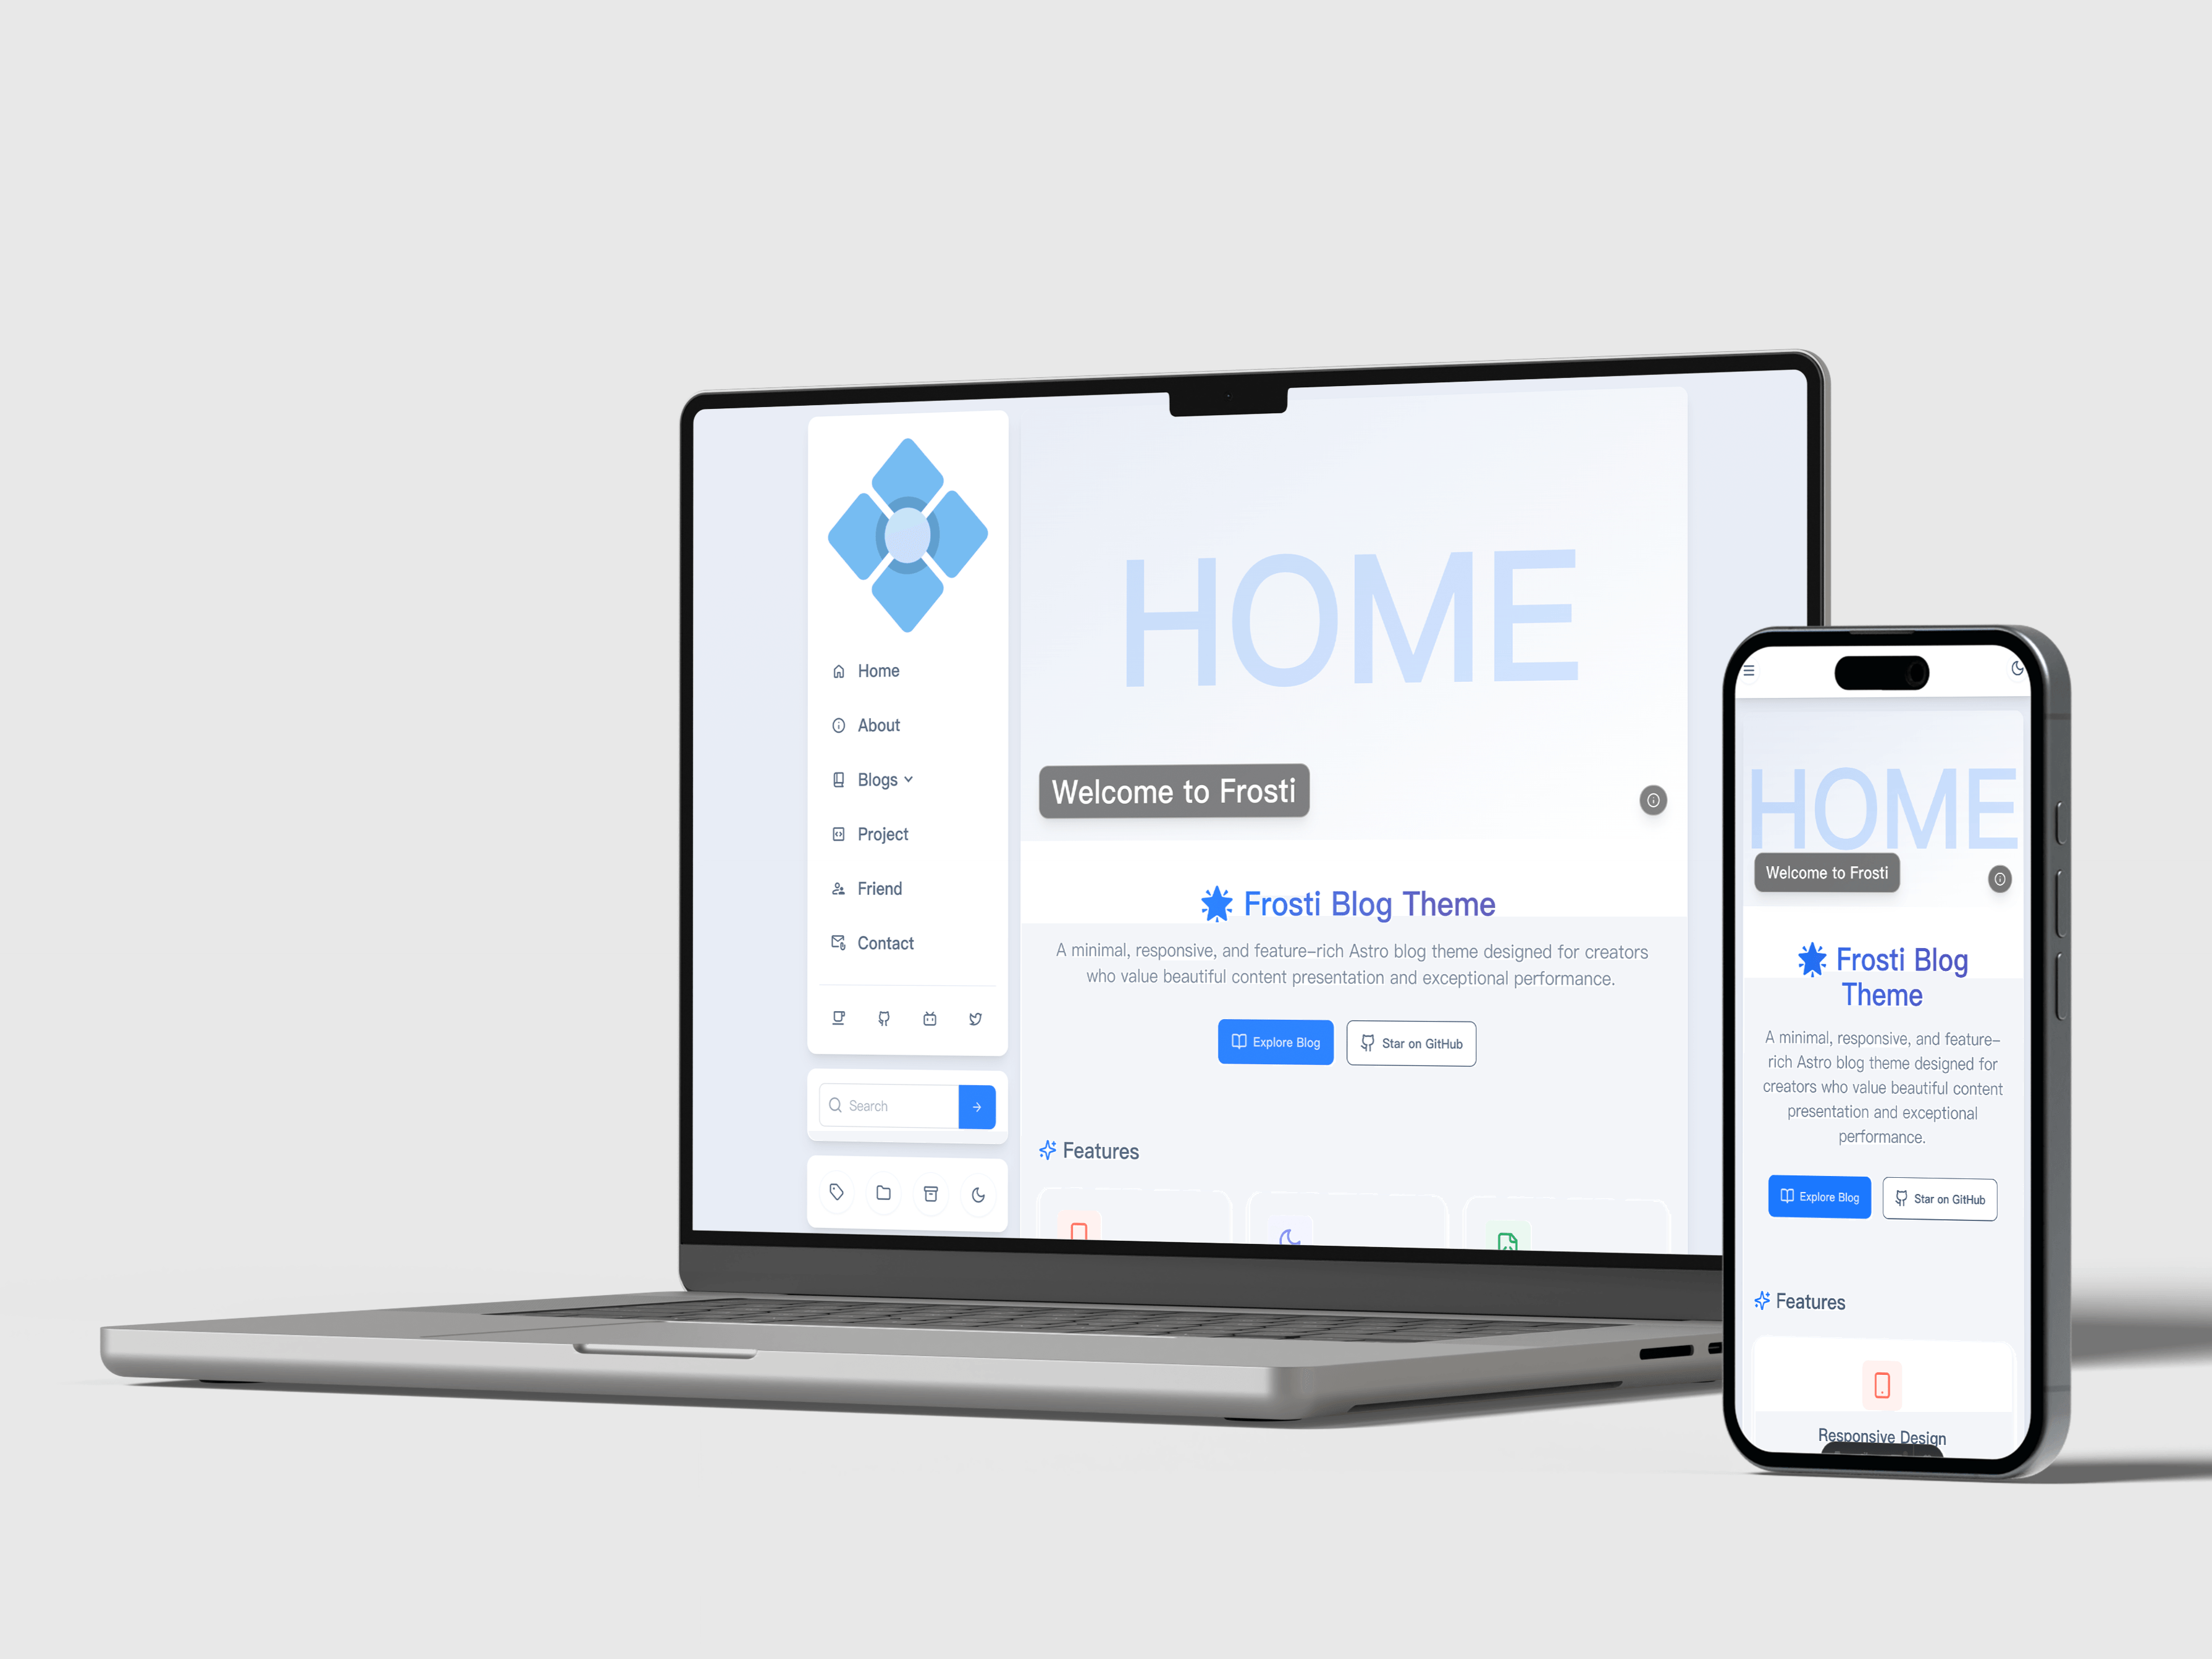 HOME
Home
About
Blogs
Project
Friend
Contact
Search
Welcome to Frosti
Frosti Blog Theme
A minimal, responsive, and feature-rich Astro blog theme designed for creators
who value beautiful content presentation and exceptional performance.
Explore Blog
Star on GitHub
Features
HOME
Welcome to Frosti
Frosti Blog
Theme
A minimal, responsive, and feature-
rich Astro blog theme designed for
creators who value beautiful content
presentation and exceptional
performance.
Explore Blog
Star on GitHub
Features
Responsive Design